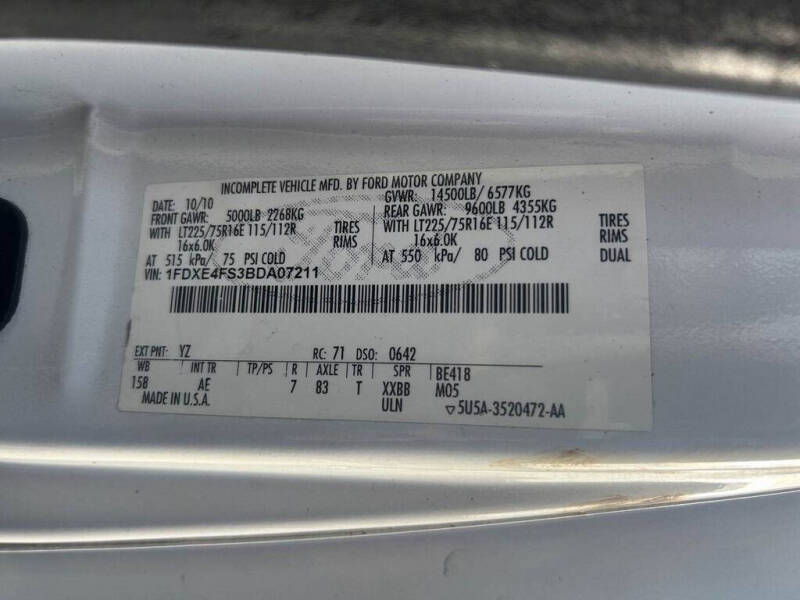 INCOMPLETE VEHICLE MFD. BY FORD MOTOR COMPANY
DATE: 10/10 GVWR: 14500LB/ 6577KG
FRONT GAWR: 5000LB 2268KG REAR GAWR: 9600LB 4355KG
WITH LT225/75R16E 115/112R TIRES WITH LT225/75R16E 115/112R TIRES
16x6.0K RIMS 16x6.0K RIMS
AT 515 kPa/ 75 PSI COLD AT 550 kPa/ 80 PSI COLD DUAL
VIN: 1FDXE4FS3BDA07211
Ford
EXT PNT: YZ RC: 71 DSO: 0642
WB INT TR TP/PS R AXLE TR SPR BE418
158 AE 7 83 T XXBB M05
MADE IN U.S.A. ULN ▽5U5A-3520472-AA